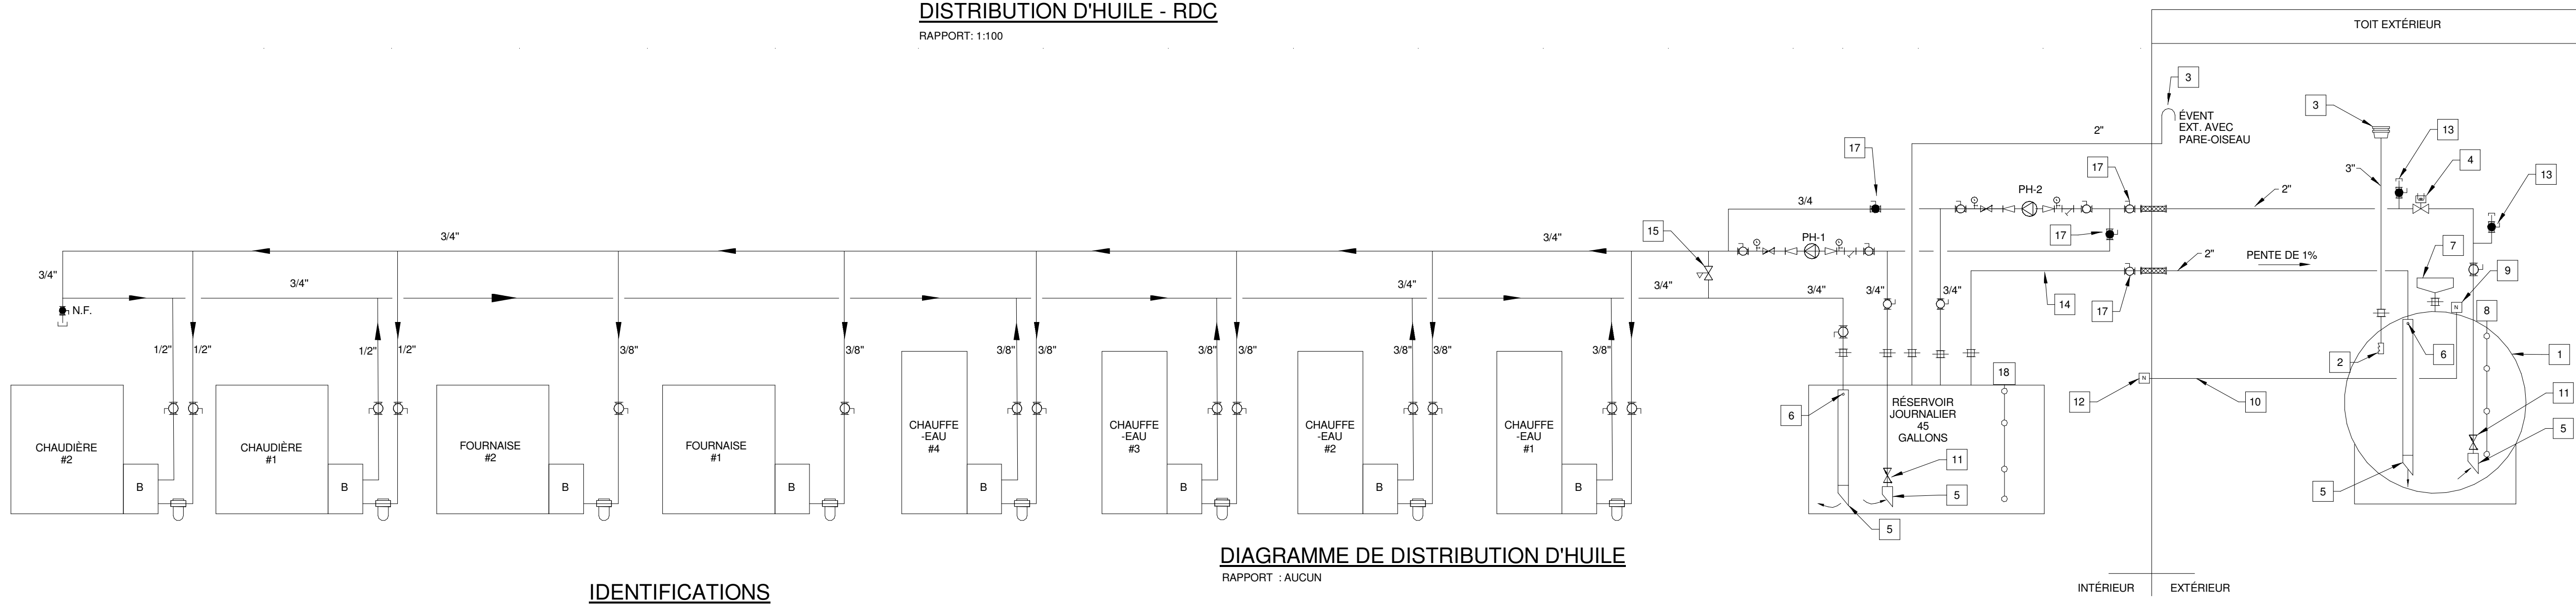 DISTRIBUTION D'HUILE - RDC
RAPPORT: 1:100
TOIT EXTÉRIEUR
3
ÉVENT
EXT. AVEC
PARE-OISEAU
2"
3
13
4
13
3"
17
17
PH-2
2"
3/4
17
15
PH-1
3/4"
3/4"
7
2"
PENTE DE 1%
9
3/4"
3/4"
3/4"
3/4"
3/4"
3/4"
3/4"
14
17
8
N
N.F.
1/2"
1/2"
1/2"
1/2"
3/8"
3/8"
3/8"
3/8"
3/8"
3/8"
3/8"
3/8"
3/8"
2
6
1
18
N
12
10
11
6
RÉSERVOIR
JOURNALIER
45
GALLONS
CHAUDIÈRE
#2
B
CHAUDIÈRE
#1
B
FOURNAISE
#2
B
FOURNAISE
#1
B
CHAUFFE
-EAU
#4
B
CHAUFFE
-EAU
#3
B
CHAUFFE
-EAU
#2
B
CHAUFFE
-EAU
#1
B
11
5
5
5
5
DIAGRAMME DE DISTRIBUTION D'HUILE
RAPPORT : AUCUN
IDENTIFICATIONS
INTÉRIEUR
EXTÉRIEUR